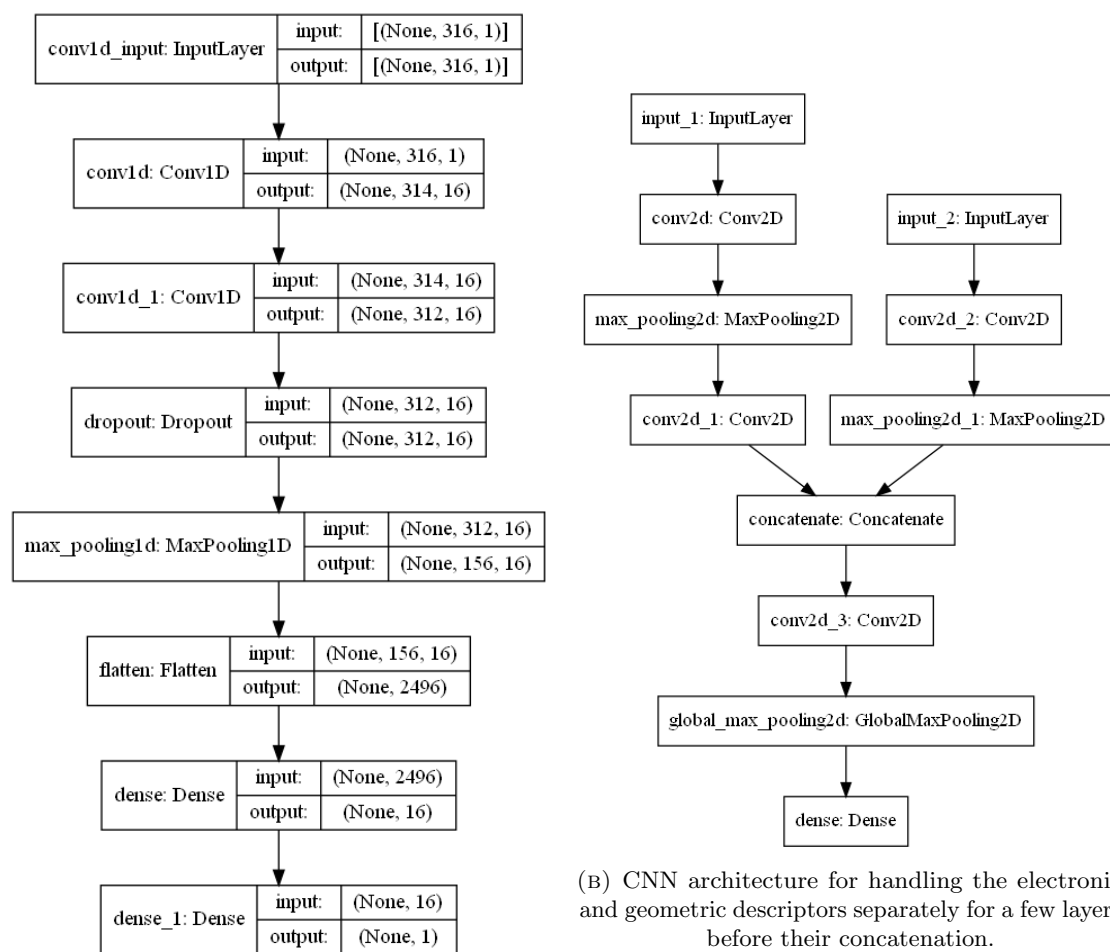 conv1d_input: InputLayer
input: [(None, 316, 1)]
output: [(None, 316, 1)]
conv1d: Conv1D
input: (None, 316, 1)
output: (None, 314, 16)
conv1d_1: Conv1D
input: (None, 314, 16)
output: (None, 312, 16)
dropout: Dropout
input: (None, 312, 16)
output: (None, 312, 16)
max_pooling1d: MaxPooling1D
input: (None, 312, 16)
output: (None, 156, 16)
flatten: Flatten
input: (None, 156, 16)
output: (None, 2496)
dense: Dense
input: (None, 2496)
output: (None, 16)
dense_1: Dense
input: (None, 16)
output: (None, 1)
input_1: InputLayer
conv2d: Conv2D
input_2: InputLayer
max_pooling2d: MaxPooling2D
conv2d_2: Conv2D
conv2d_1: Conv2D
max_pooling2d_1: MaxPooling2D
concatenate: Concatenate
conv2d_3: Conv2D
global_max_pooling2d: GlobalMaxPooling2D
dense: Dense
(B) CNN architecture for handling the electroni
and geometric descriptors separately for a few layer
before their concatenation.